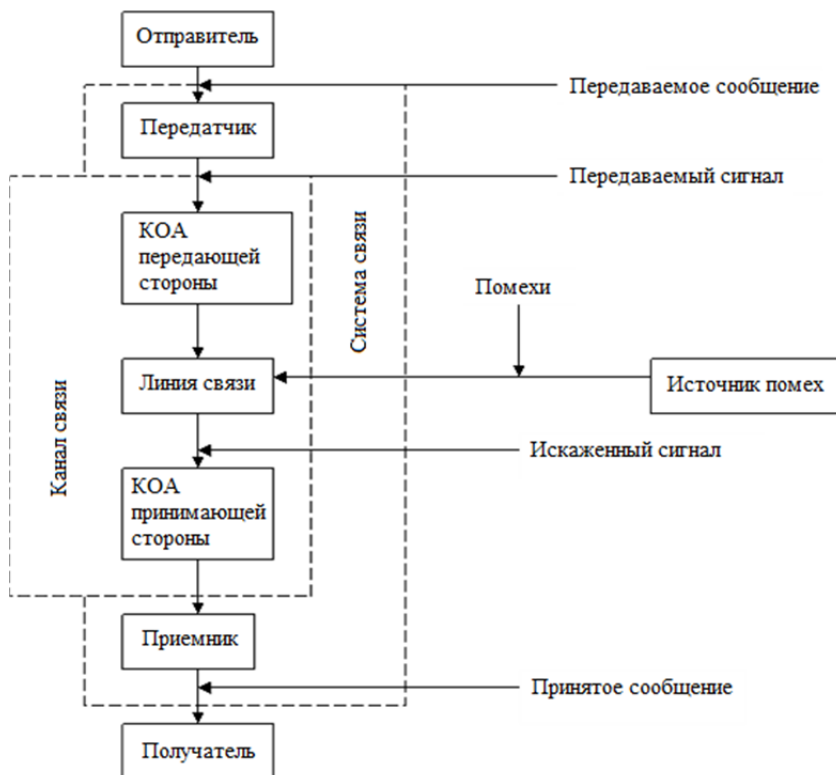 Отправитель
Передаваемое сообщение
Передатчик
Передаваемый сигнал
КОА
передающей
стороны
Система связи
Помехи
Линия связи
Источник помех
Канал связи
Искаженный сигнал
КОА
принимающей
стороны
Приемник
Принятое сообщение
Получатель